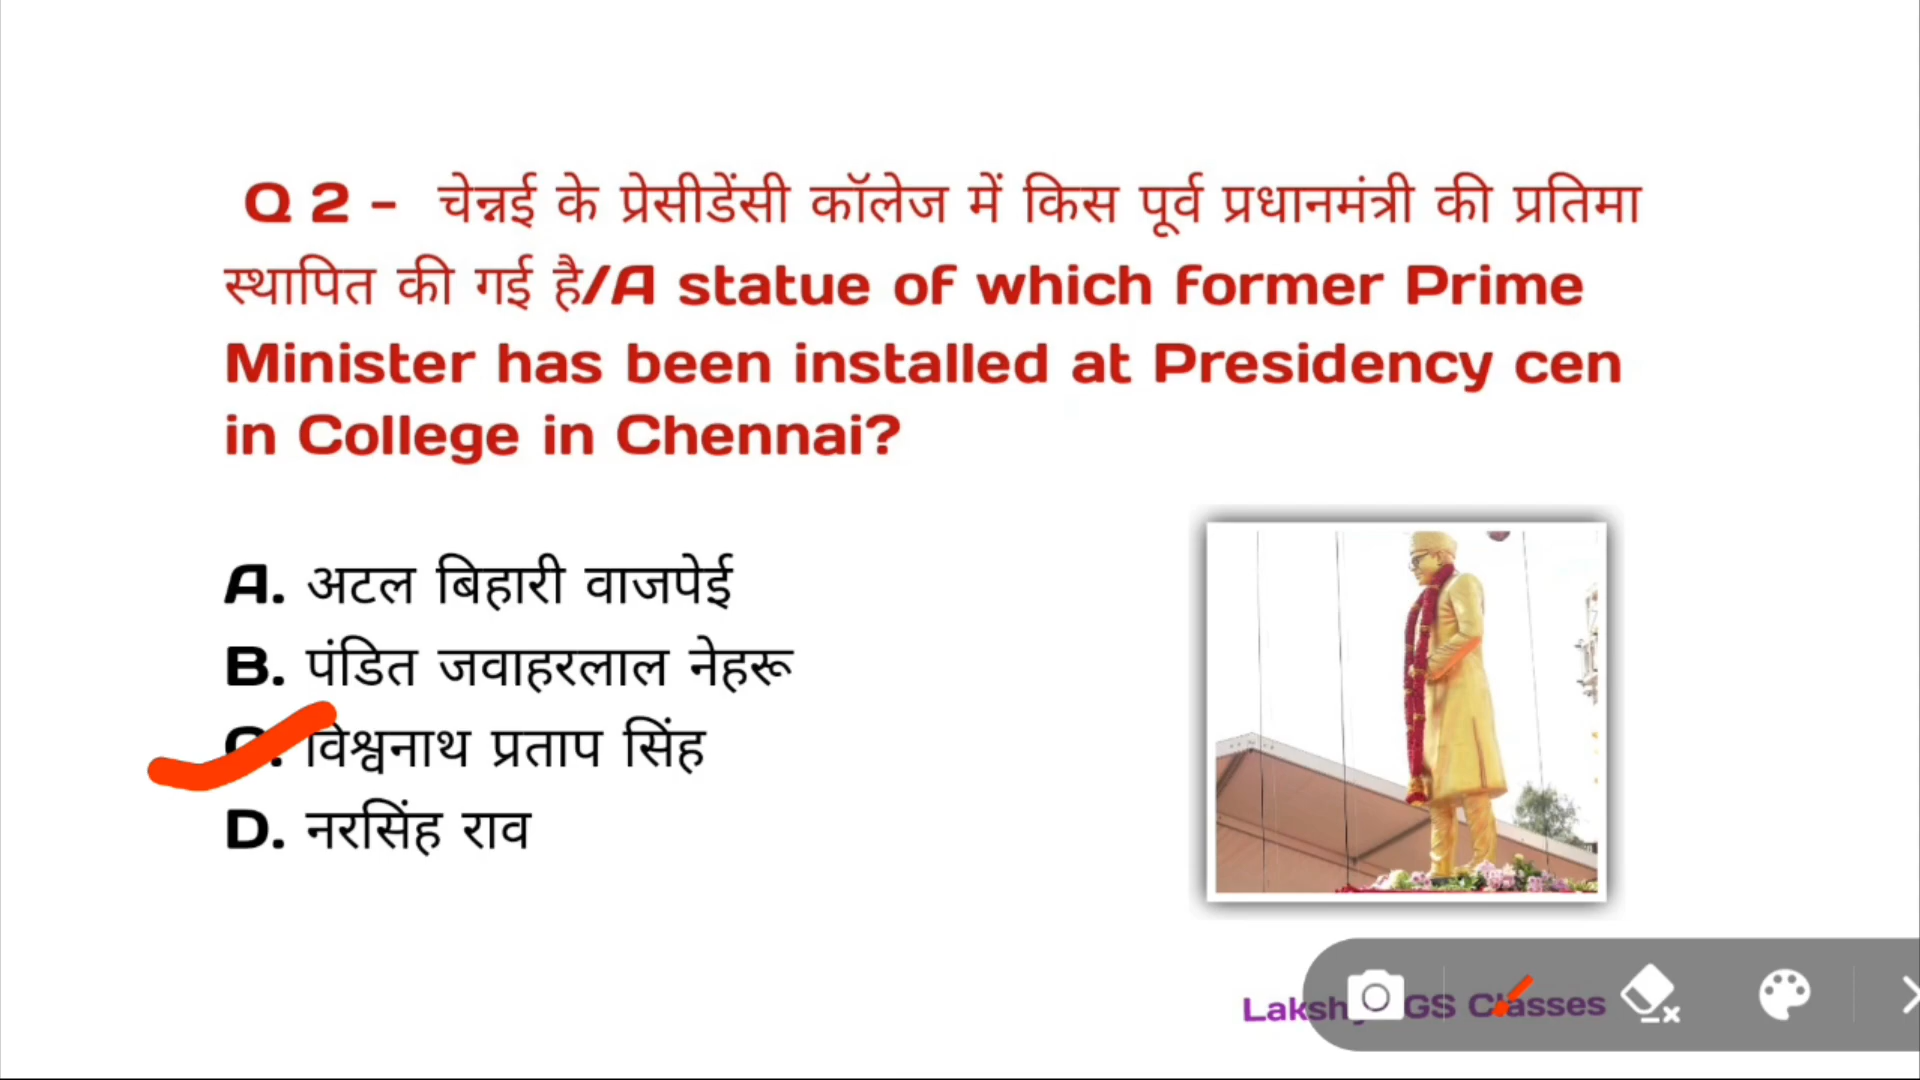 Q 2 - चेन्नई के प्रेसीडेंसी कॉलेज में किस पूर्व प्रधानमंत्री की प्रतिमा
स्थापित की गई है/A statue of which former Prime
Minister has been installed at Presidency cen
in College in Chennai?
A. अटल बिहारी वाजपेई
B. पंडित जवाहरलाल नेहरू
C. विश्वनाथ प्रताप सिंह
D. नरसिंह राव
GS Classes